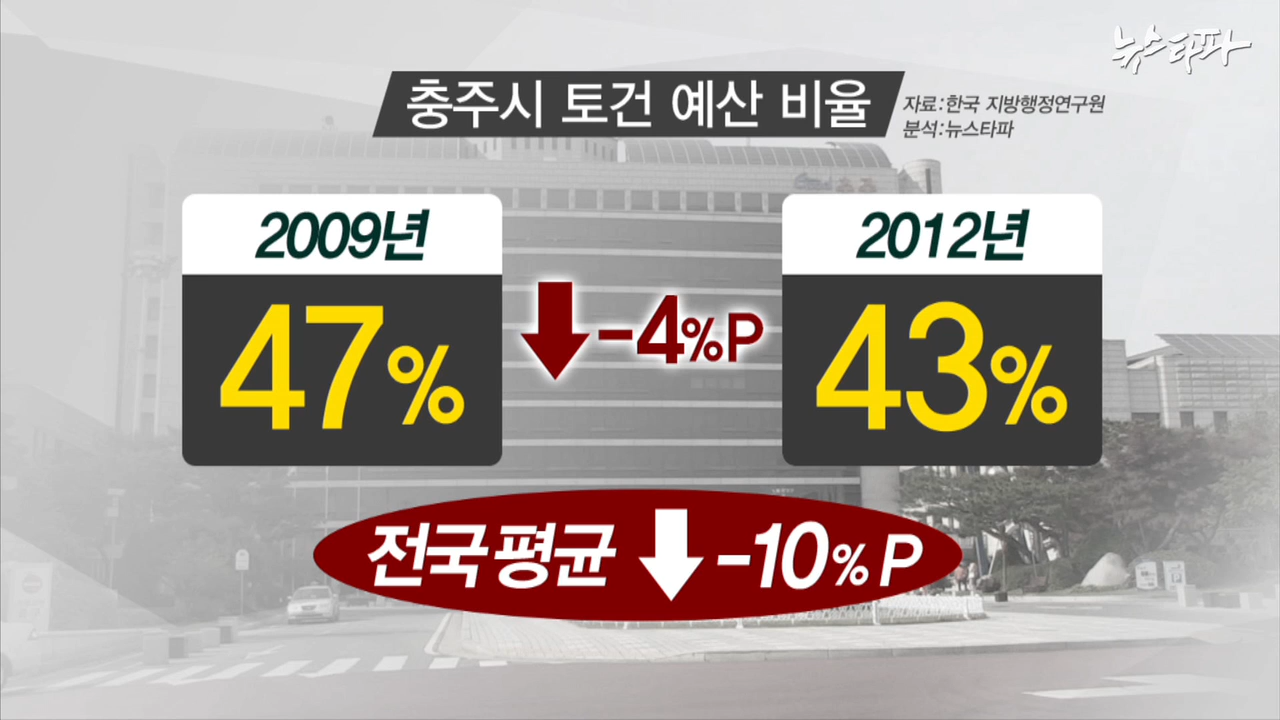 뉴스타파
충주시 토건 예산 비율
자료:한국 지방행정연구원
분석:뉴스타파
2009년
47%
-4%P
2012년
43%
전국평균 -10% P